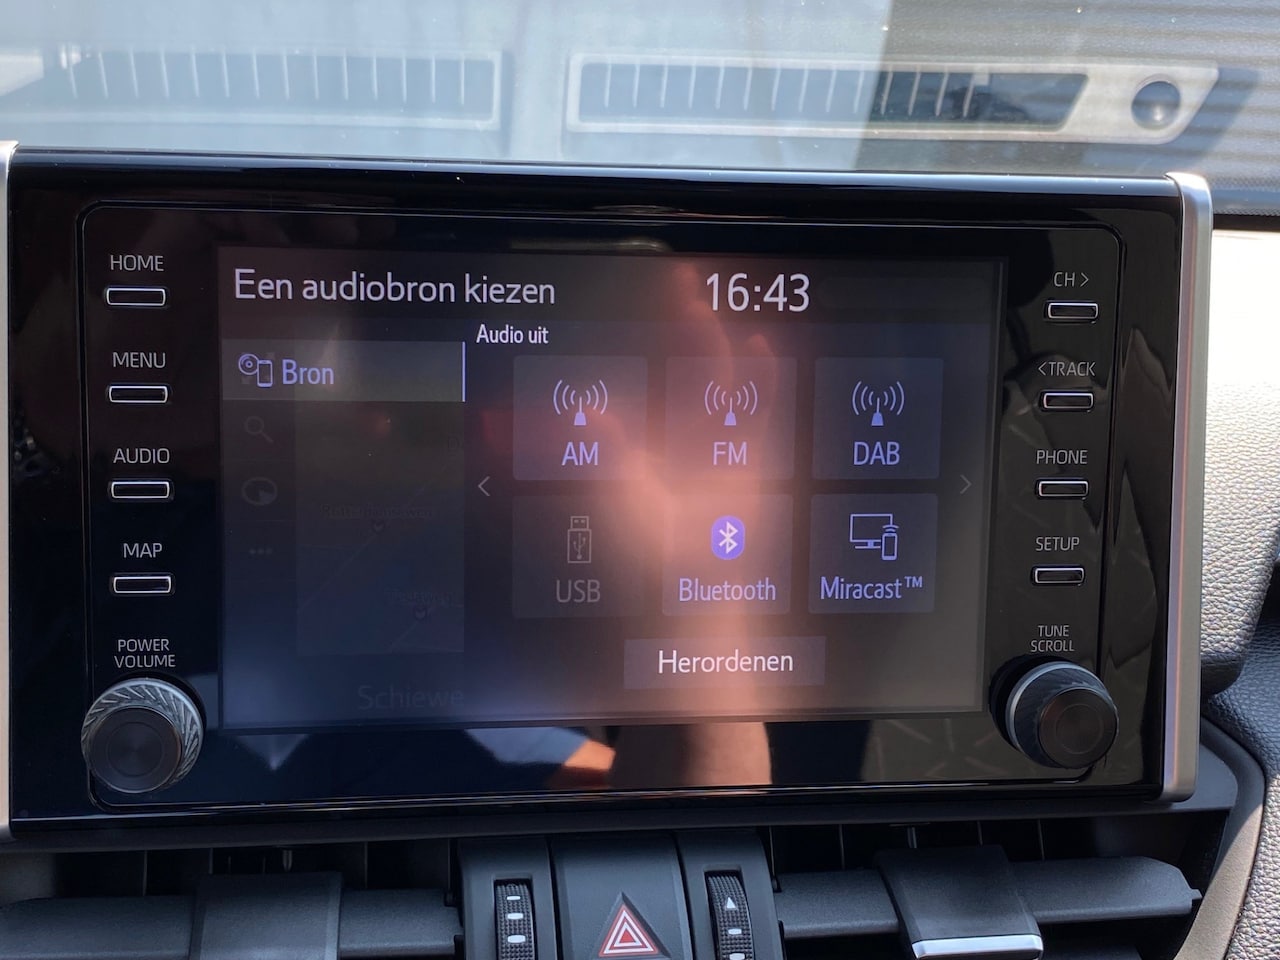 HOME
MENU
AUDIO
MAP
POWER
VOLUME
Een audiobron kiezen
16:43
Audio uit
Bron
AM
FM
DAB
USB
Bluetooth
Miracast™
Herordenen
Schiewe
CH >
<TRACK
PHONE
SETUP
TUNE
SCROLL